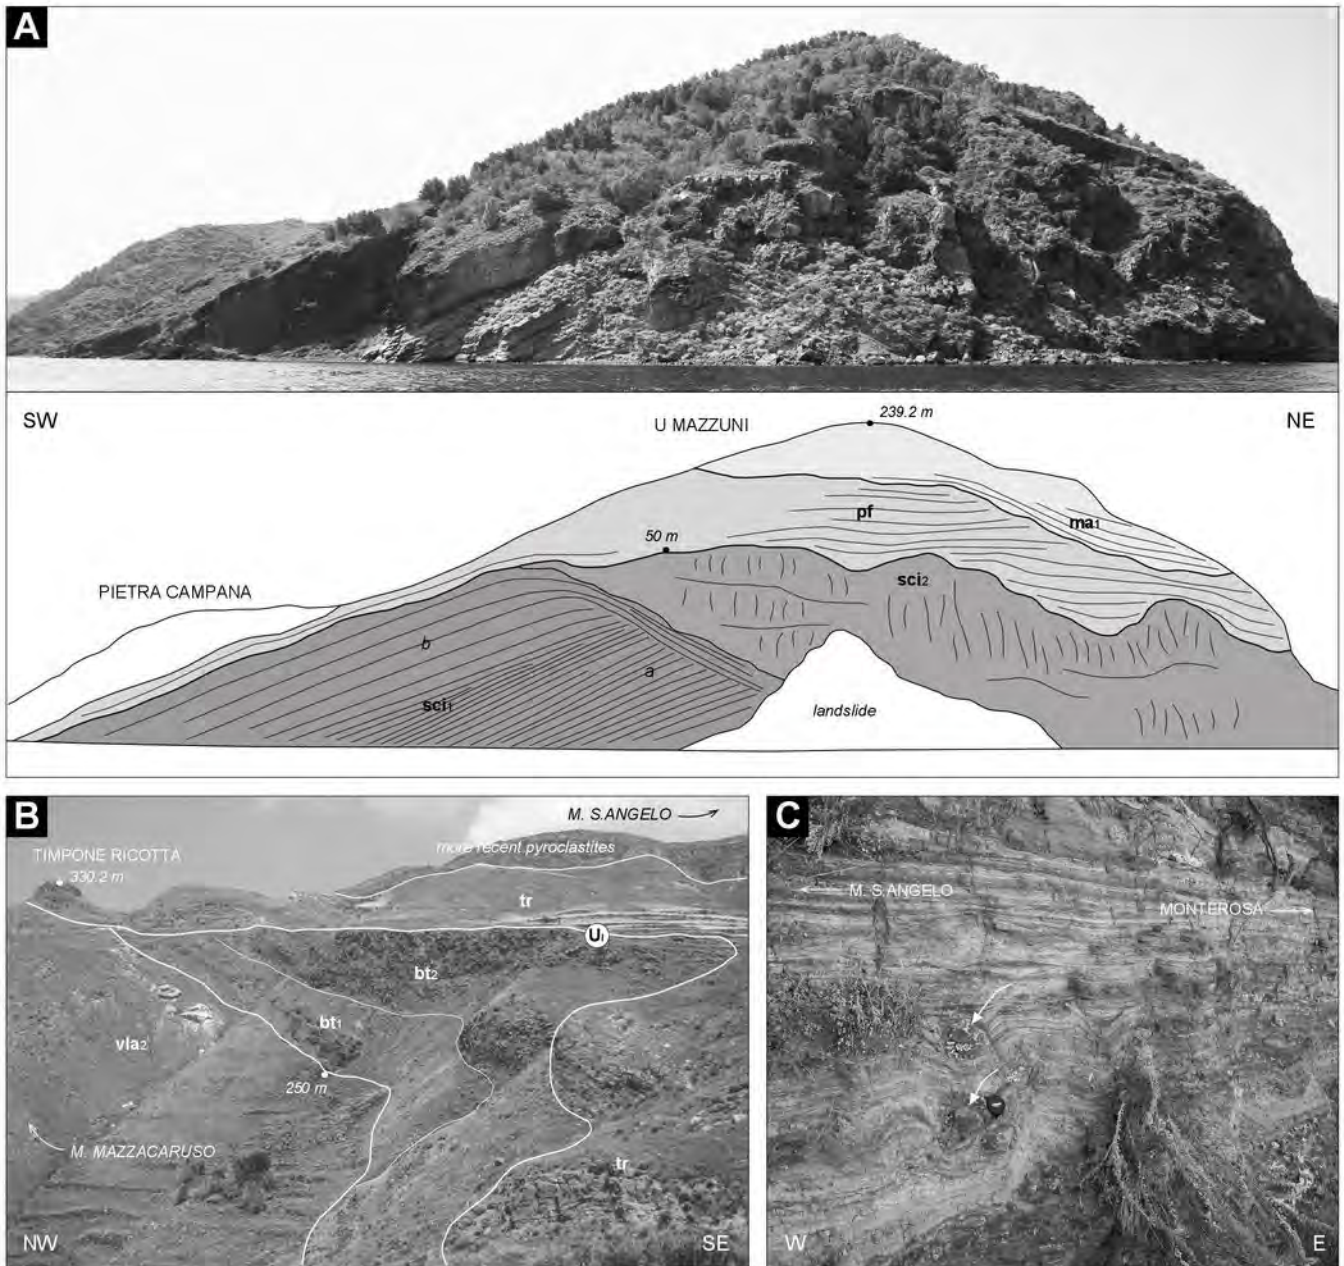 A
SW
U MAZZUNI
239.2 m
NE
pf
ma1
50 m
sci2
PIETRA CAMPANA
b
a
sci1
landslide
B
M. S.ANGELO
TIMPONE RICOTTA
more recent pyroclastites
330.2 m
tr
UI
bt2
bt1
vla2
250 m
M. MAZZACARUSO
tr
NW
SE
C
M. S.ANGELO
MONTEROSA
W
E